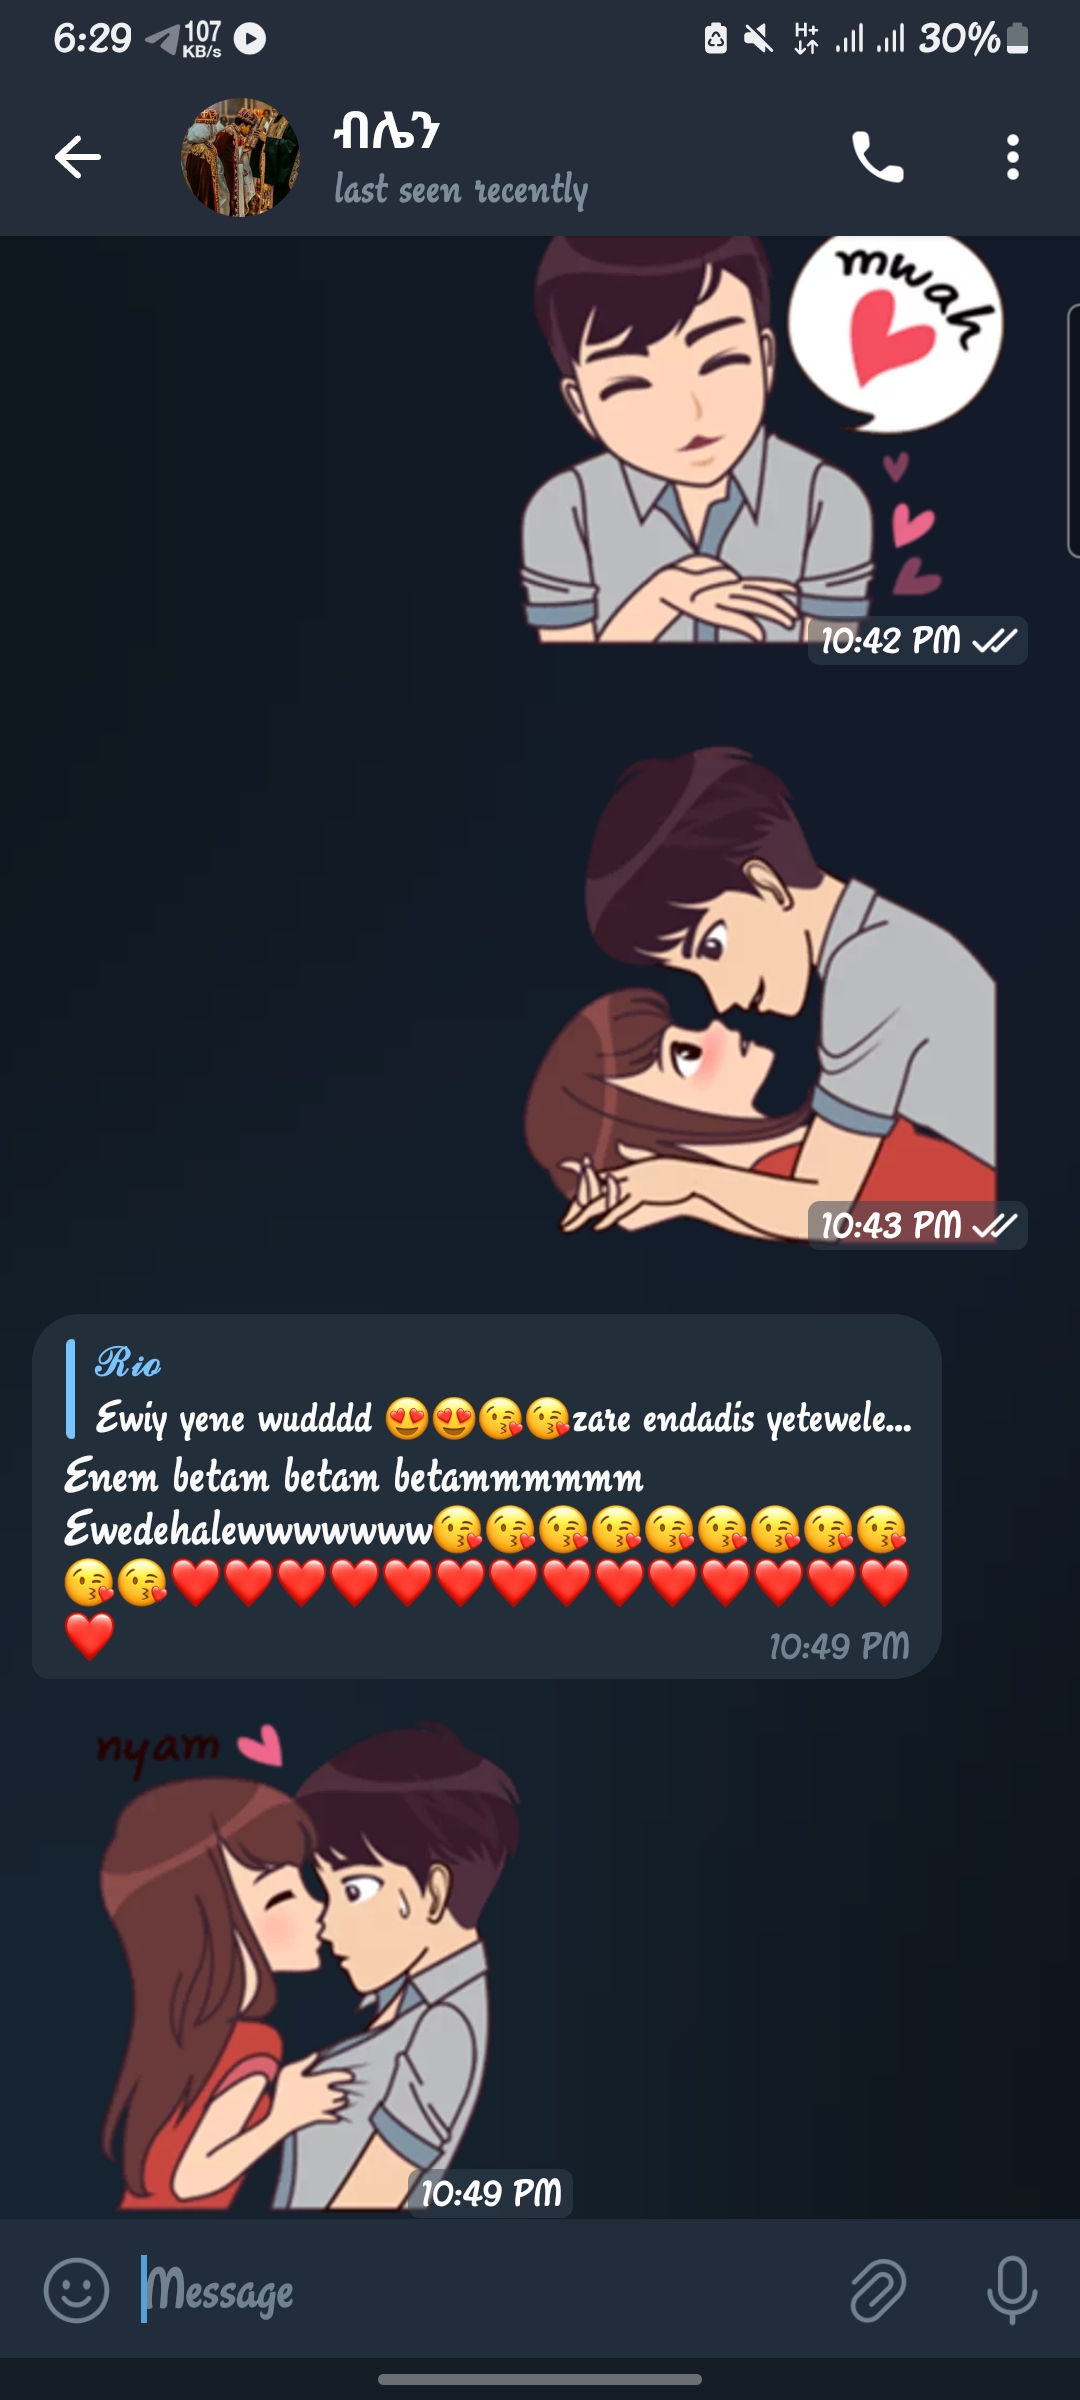 6:29 107 KB/s H+ 30%
ብሌን
last seen recently
mwah
10:42 PM
10:43 PM
Rio
Ewiy yene wudddd 😍😍😘😘zare endadis yetewele...
Enem betam betam betammmmmm
Ewedehalewwwwwww😘😘😘😘😘😘😘😘😘
😘😘❤️❤️❤️❤️❤️❤️❤️❤️❤️❤️❤️❤️❤️❤️
❤️
10:49 PM
nyam
10:49 PM
Message